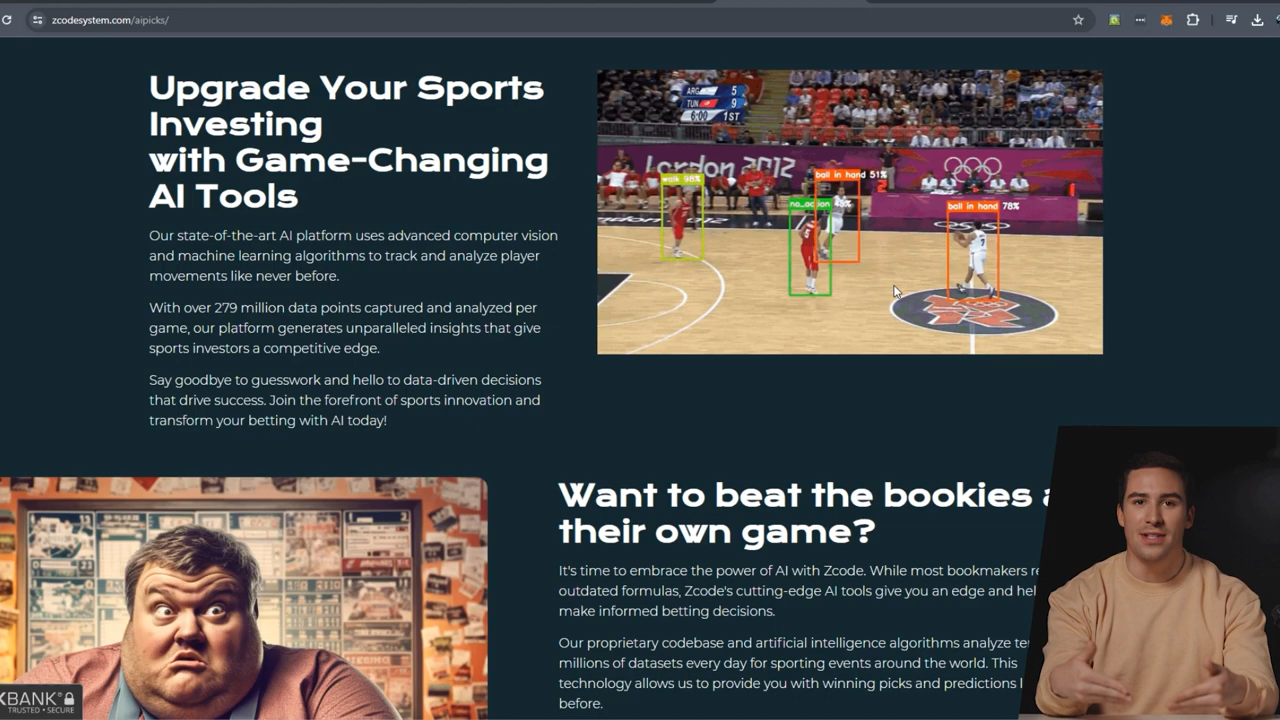 zcodesystem.com/aipicks/
Upgrade Your Sports
Investing
with Game-Changing
AI Tools
Our state-of-the-art AI platform uses advanced computer vision
and machine learning algorithms to track and analyze player
movements like never before.
With over 279 million data points captured and analyzed per
game, our platform generates unparalleled insights that give
sports investors a competitive edge.
Say goodbye to guesswork and hello to data-driven decisions
that drive success. Join the forefront of sports innovation and
transform your betting with AI today!
ARG 5
TUN 9
6:00 1ST
London 2012
walk 98%
ball in hand 51%
no_action
ball in hand 78%
Want to beat the bookies
their own game?
It's time to embrace the power of AI with Zcode. While most bookmakers
outdated formulas, Zcode's cutting-edge AI tools give you an edge and
make informed betting decisions.
Our proprietary codebase and artificial intelligence algorithms analyze
millions of datasets every day for sporting events around the world. This
technology allows us to provide you with winning picks and predictions
before.
KBANK®
TRUSTED • SECURE